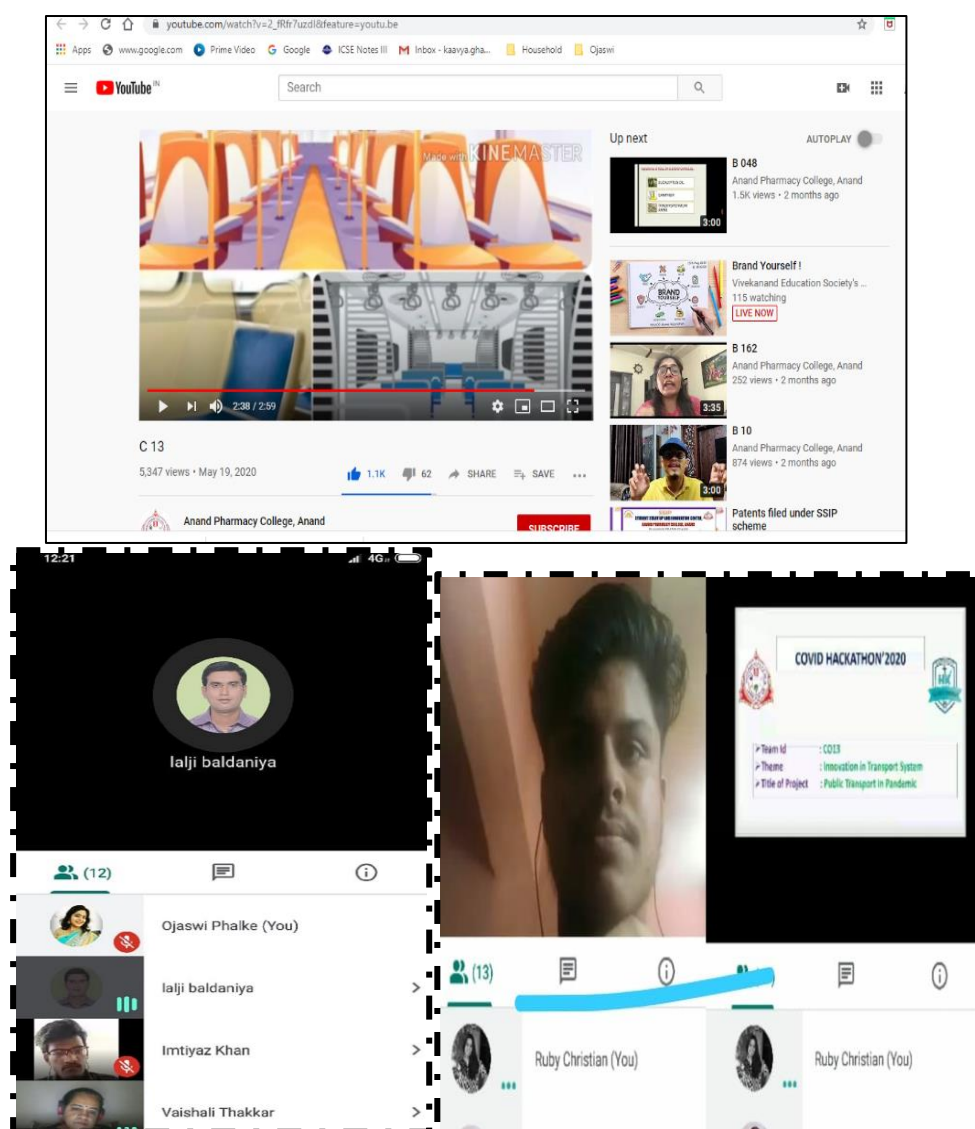 youtube.com/watch?v=2_fRfr7uzdI&feature=youtu.be
Apps www.google.com Prime Video Google ICSE Notes III Inbox - kaavya.gha... Household Ojaswi
YouTube IN
Search
Made with KINEMASTER
2:38 / 2:59
C 13
5,347 views • May 19, 2020
1.1K 62 SHARE SAVE
Anand Pharmacy College, Anand
SUBSCRIBE
Up next AUTOPLAY
3:00
B 048
Anand Pharmacy College, Anand
1.5K views • 2 months ago
BRAND
YOURSELF
Brand Yourself !
Vivekanand Education Society's ...
115 watching
LIVE NOW
3:35
B 162
Anand Pharmacy College, Anand
252 views • 2 months ago
3:00
B 10
Anand Pharmacy College, Anand
874 views • 2 months ago
Patents filed under SSIP
scheme
12:21 4G
lalji baldaniya
(12)
Ojaswi Phalke (You)
lalji baldaniya
Imtiyaz Khan
Vaishali Thakkar
COVID HACKATHON'2020
HK
Team Id : CO13
Theme : Innovation in Transport System
Title of Project : Public Transport in Pandemic
(13)
Ruby Christian (You)
Ruby Christian (You)